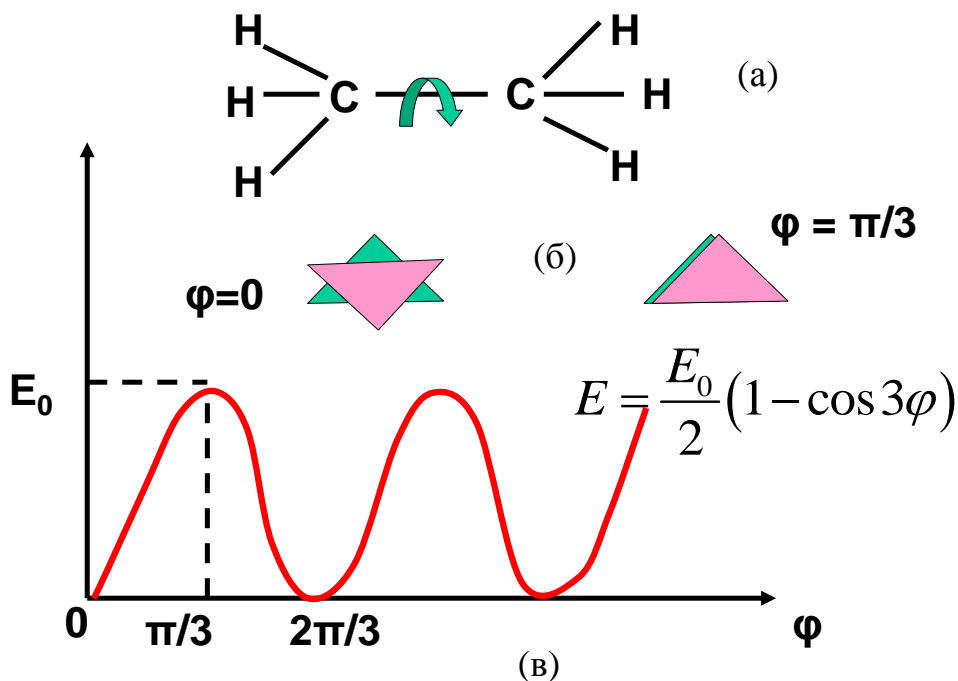 H H
H C C H
H H
(а)
φ = π/3
(б)
φ=0
E₀
E = E₀/2 (1 − cos 3φ)
0 π/3 2π/3 φ
(в)